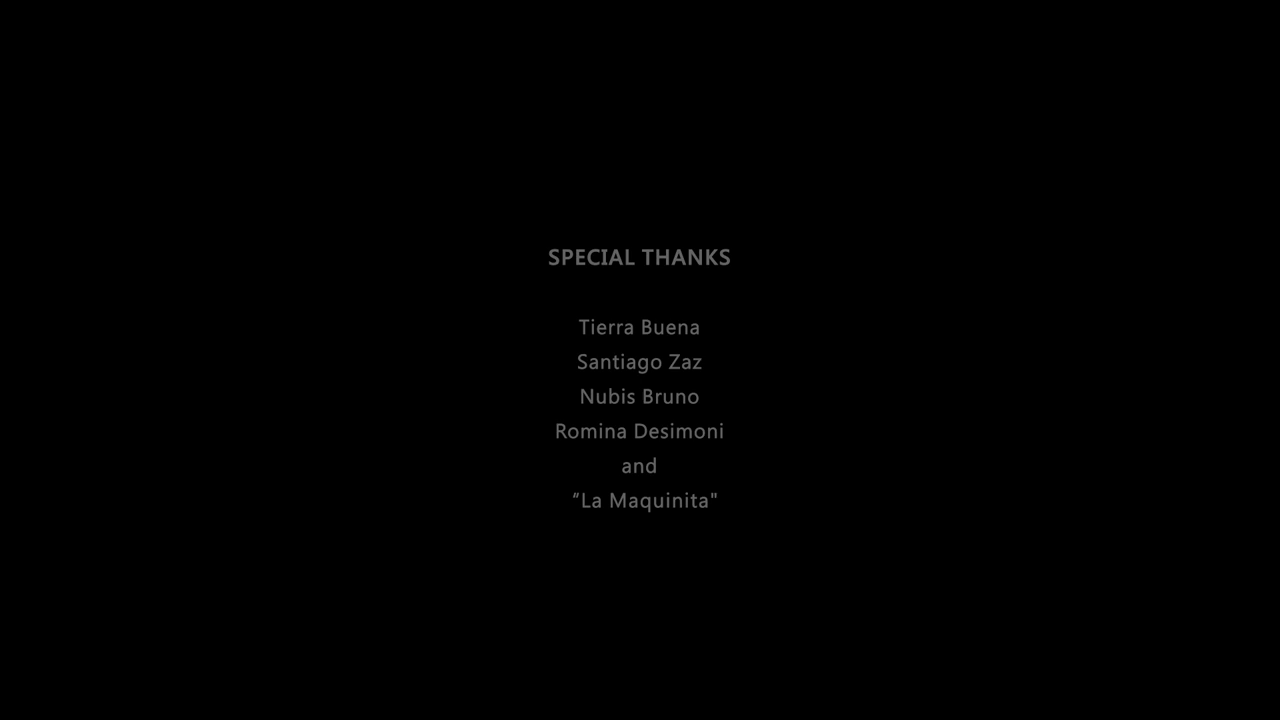 SPECIAL THANKS
Tierra Buena
Santiago Zaz
Nubis Bruno
Romina Desimoni
and
“La Maquinita"